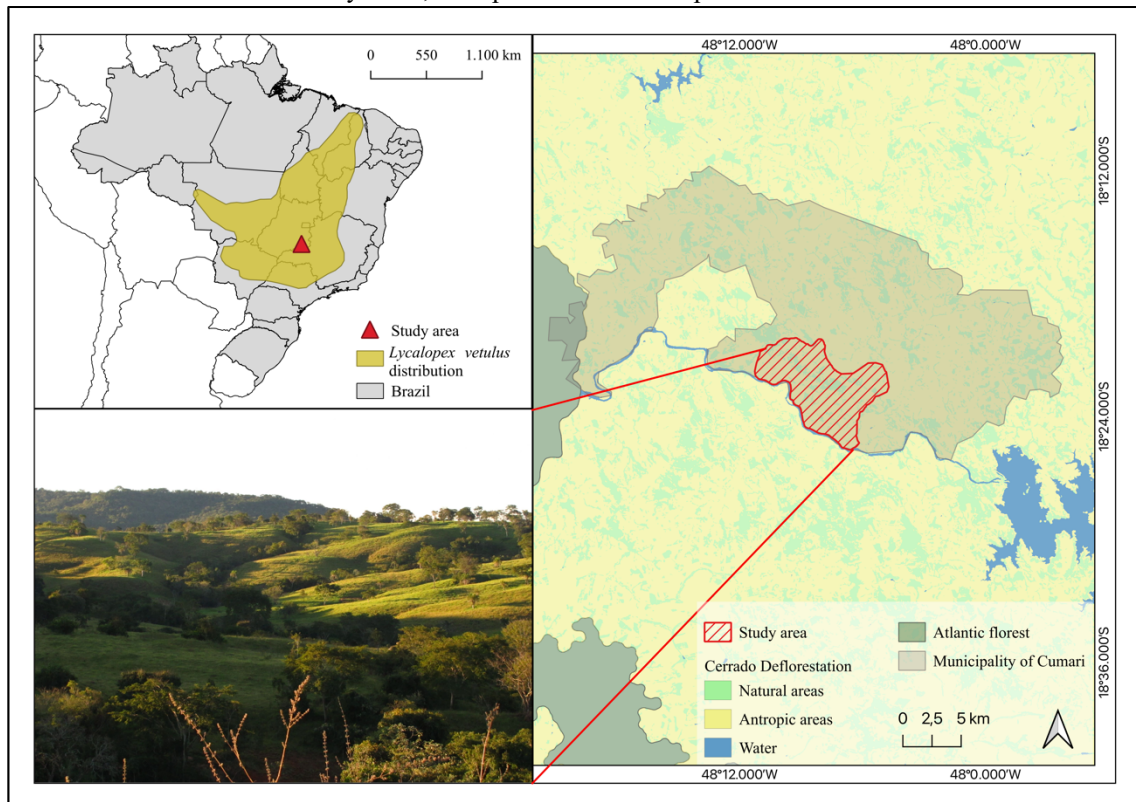 0 550 1.100 km
Study area
Lycalopex vetulus
distribution
Brazil
48°12.000'W 48°0.000'W
18°12.000'S
18°24.000'S
18°36.000'S
Study area
Cerrado Deflorestation
Natural areas
Antropic areas
Water
Atlantic florest
Municipality of Cumari
0 2,5 5 km
48°12.000'W 48°0.000'W